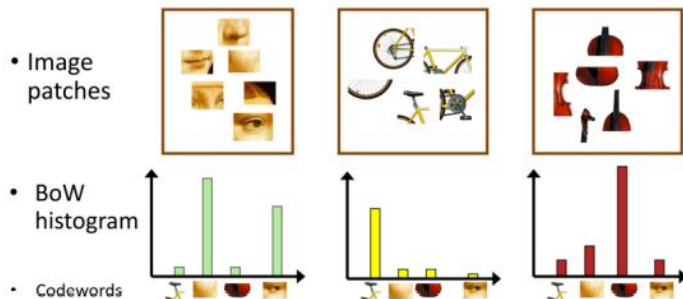 • Image
patches
• BoW
histogram
• Codewords